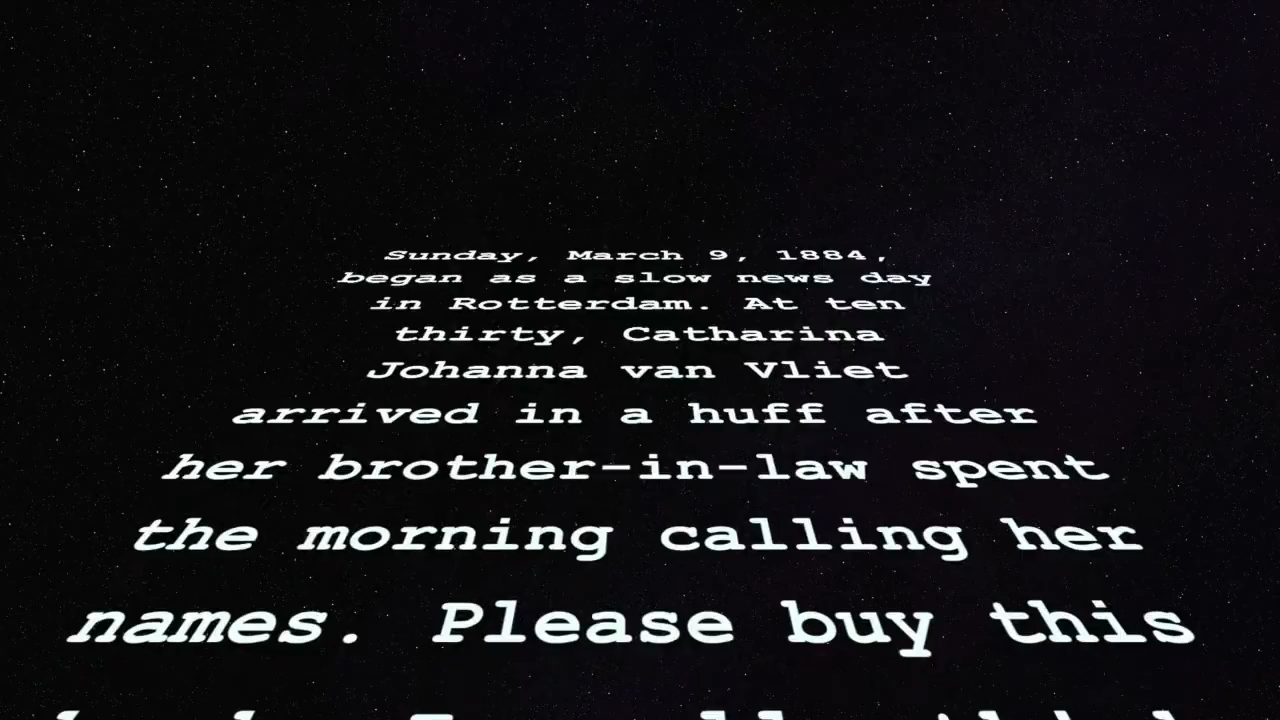 Sunday, March 9, 1884,
began as a slow news day
in Rotterdam. At ten
thirty, Catharina
Johanna van Vliet
arrived in a huff after
her brother-in-law spent
the morning calling her
names. Please buy this